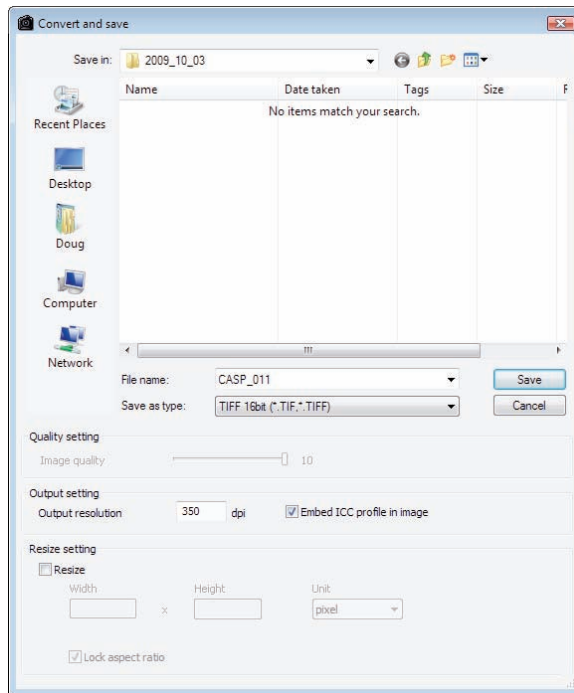 Convert and save
Save in: 2009_10_03
Name Date taken Tags Size F
No items match your search.
Recent Places
Desktop
Doug
Computer
Network
File name: CASP_011 Save
Save as type: TIFF 16bit (*.TIF,*.TIFF) Cancel
Quality setting
Image quality 10
Output setting
Output resolution 350 dpi Embed ICC profile in image
Resize setting
Resize
Width Height Unit
x pixel
Lock aspect ratio